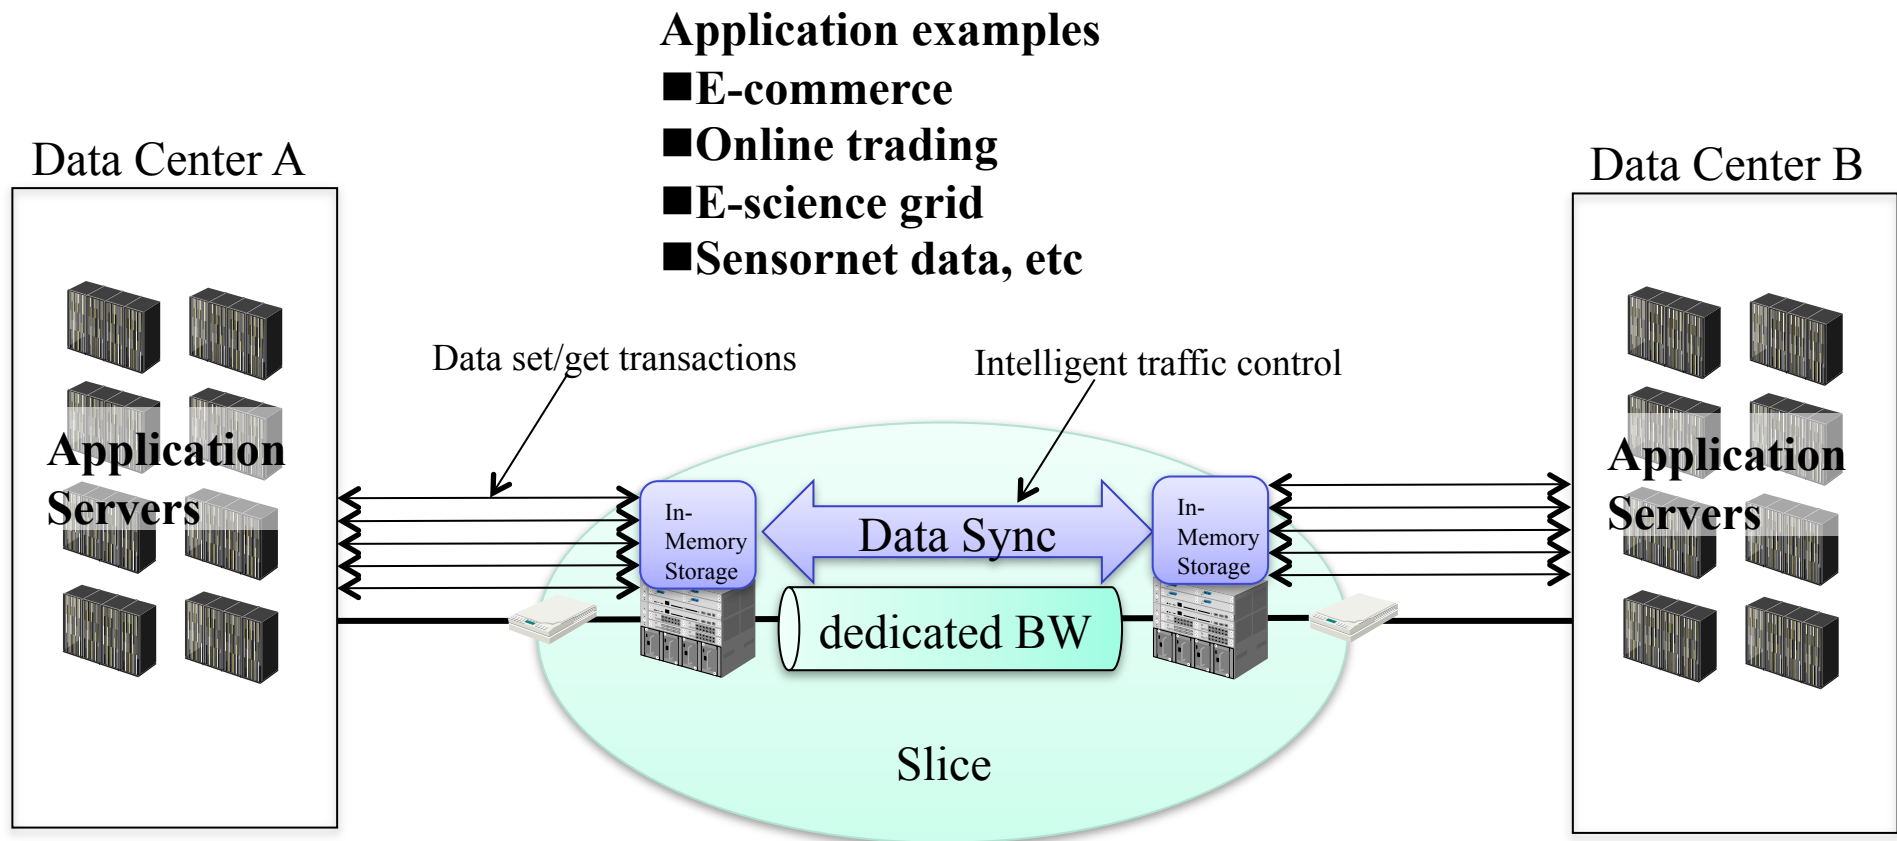 Application examples
■E-commerce
■Online trading
■E-science grid
■Sensornet data, etc
Data Center A
Data Center B
Data set/get transactions
Intelligent traffic control
Application
Servers
Application
Servers
In-
Memory
Storage
Data Sync
In-
Memory
Storage
dedicated BW
Slice